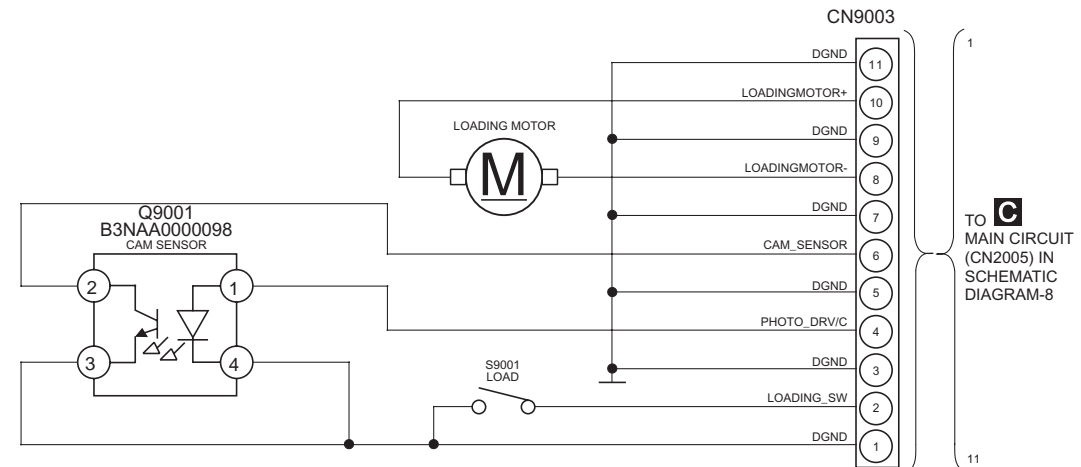 CN9003
1
DGND
11
LOADINGMOTOR+
10
LOADING MOTOR
M
DGND
9
LOADINGMOTOR-
8
DGND
7
Q9001
B3NAA0000098
CAM SENSOR
CAM_SENSOR
6
TO C
MAIN CIRCUIT
(CN2005) IN
SCHEMATIC
DIAGRAM-8
2
1
3
4
DGND
5
PHOTO_DRV/C
4
DGND
3
S9001
LOAD
LOADING_SW
2
DGND
1
11